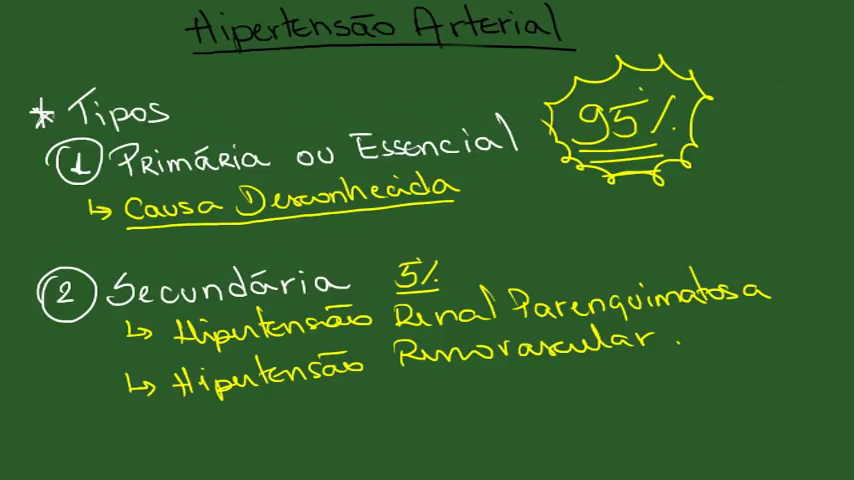 Hipertensão Arterial
* Tipos
1 Primária ou Essencial 95%
↳ Causa Desconhecida
2 Secundária 5%
↳ Hipertensão Renal Parenquimatosa
↳ Hipertensão Renovascular.